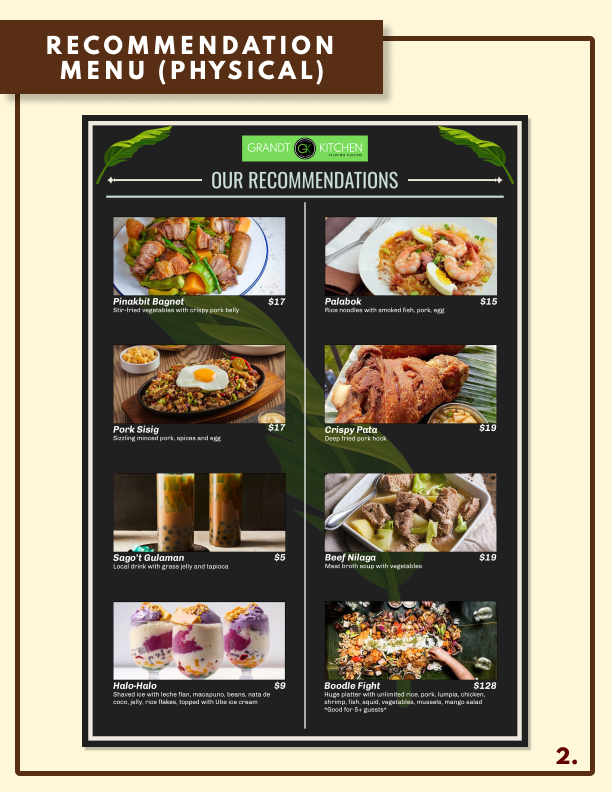 RECOMMENDATION
MENU (PHYSICAL)
GRANDT GK KITCHEN
FILIPINO CUISINE
OUR RECOMMENDATIONS
Pinakbit Bagnet $17
Stir-fried vegetables with crispy pork belly
Palabok $15
Rice noodles with smoked fish, pork, egg
Pork Sisig $17
Sizzling minced pork, spices and egg
Crispy Pata $19
Deep fried pork hock
Sago't Gulaman $5
Local drink with grass jelly and tapioca
Beef Nilaga $19
Meat broth soup with vegetables
Halo-Halo $9
Shaved ice with leche flan, macapuno, beans, nata de
coco, jelly, rice flakes, topped with Ube ice cream
Boodle Fight $128
Huge platter with unlimited rice, pork, lumpia, chicken,
shrimp, fish, squid, vegetables, mussels, mango salad
*Good for 5+ guests*
2.